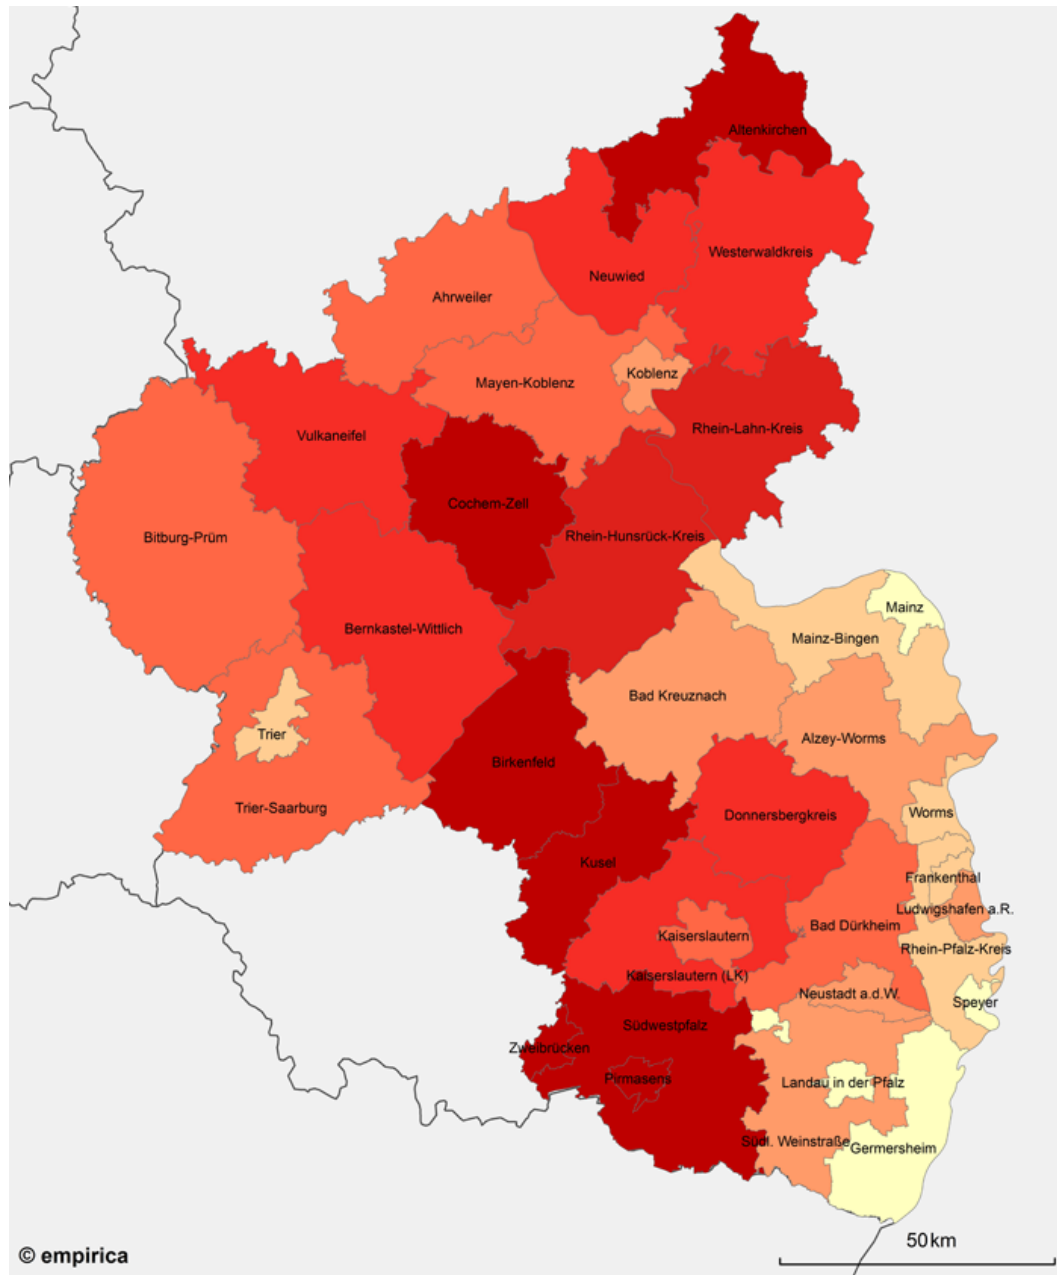 Altenkirchen
Westerwaldkreis
Neuwied
Ahrweiler
Koblenz
Mayen-Koblenz
Rhein-Lahn-Kreis
Vulkaneifel
Cochem-Zell
Rhein-Hunsrück-Kreis
Bitburg-Prüm
Mainz
Bernkastel-Wittlich
Mainz-Bingen
Bad Kreuznach
Trier
Alzey-Worms
Birkenfeld
Trier-Saarburg
Worms
Donnersbergkreis
Kusel
Frankenthal
Ludwigshafen a.R.
Bad Dürkheim
Kaiserslautern
Rhein-Pfalz-Kreis
Kaiserslautern (LK)
Neustadt a.d.W.
Speyer
Südwestpfalz
Zweibrücken
Pirmasens
Landau in der Pfalz
Südl. Weinstraße
Germersheim
50 km
© empirica